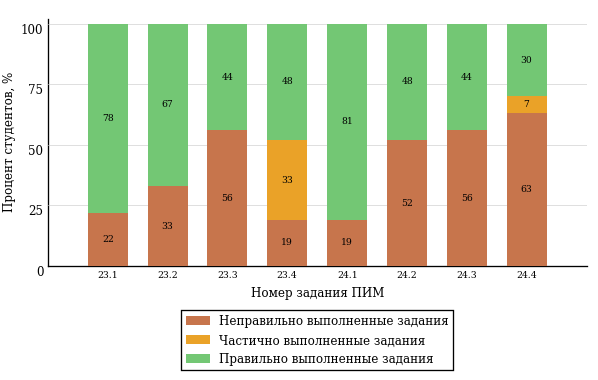 Процент студентов, %
100
75
50
25
0
78 67 44 48 81 48 44 30
33 7
22 33 56 19 19 52 56 63
23.1 23.2 23.3 23.4 24.1 24.2 24.3 24.4
Номер задания ПИМ
Неправильно выполненные задания
Частично выполненные задания
Правильно выполненные задания